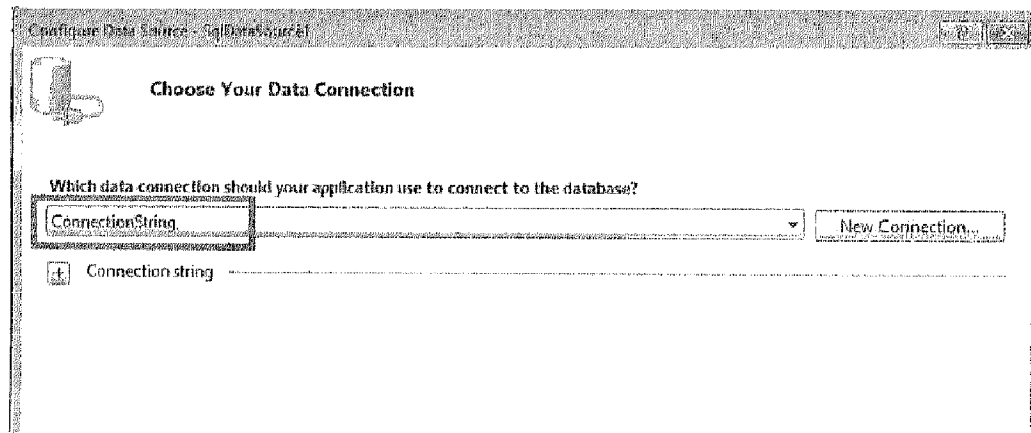 Configure Data Source - SqlDataSource1
Choose Your Data Connection
Which data connection should your application use to connect to the database?
ConnectionString
New Connection...
Connection string